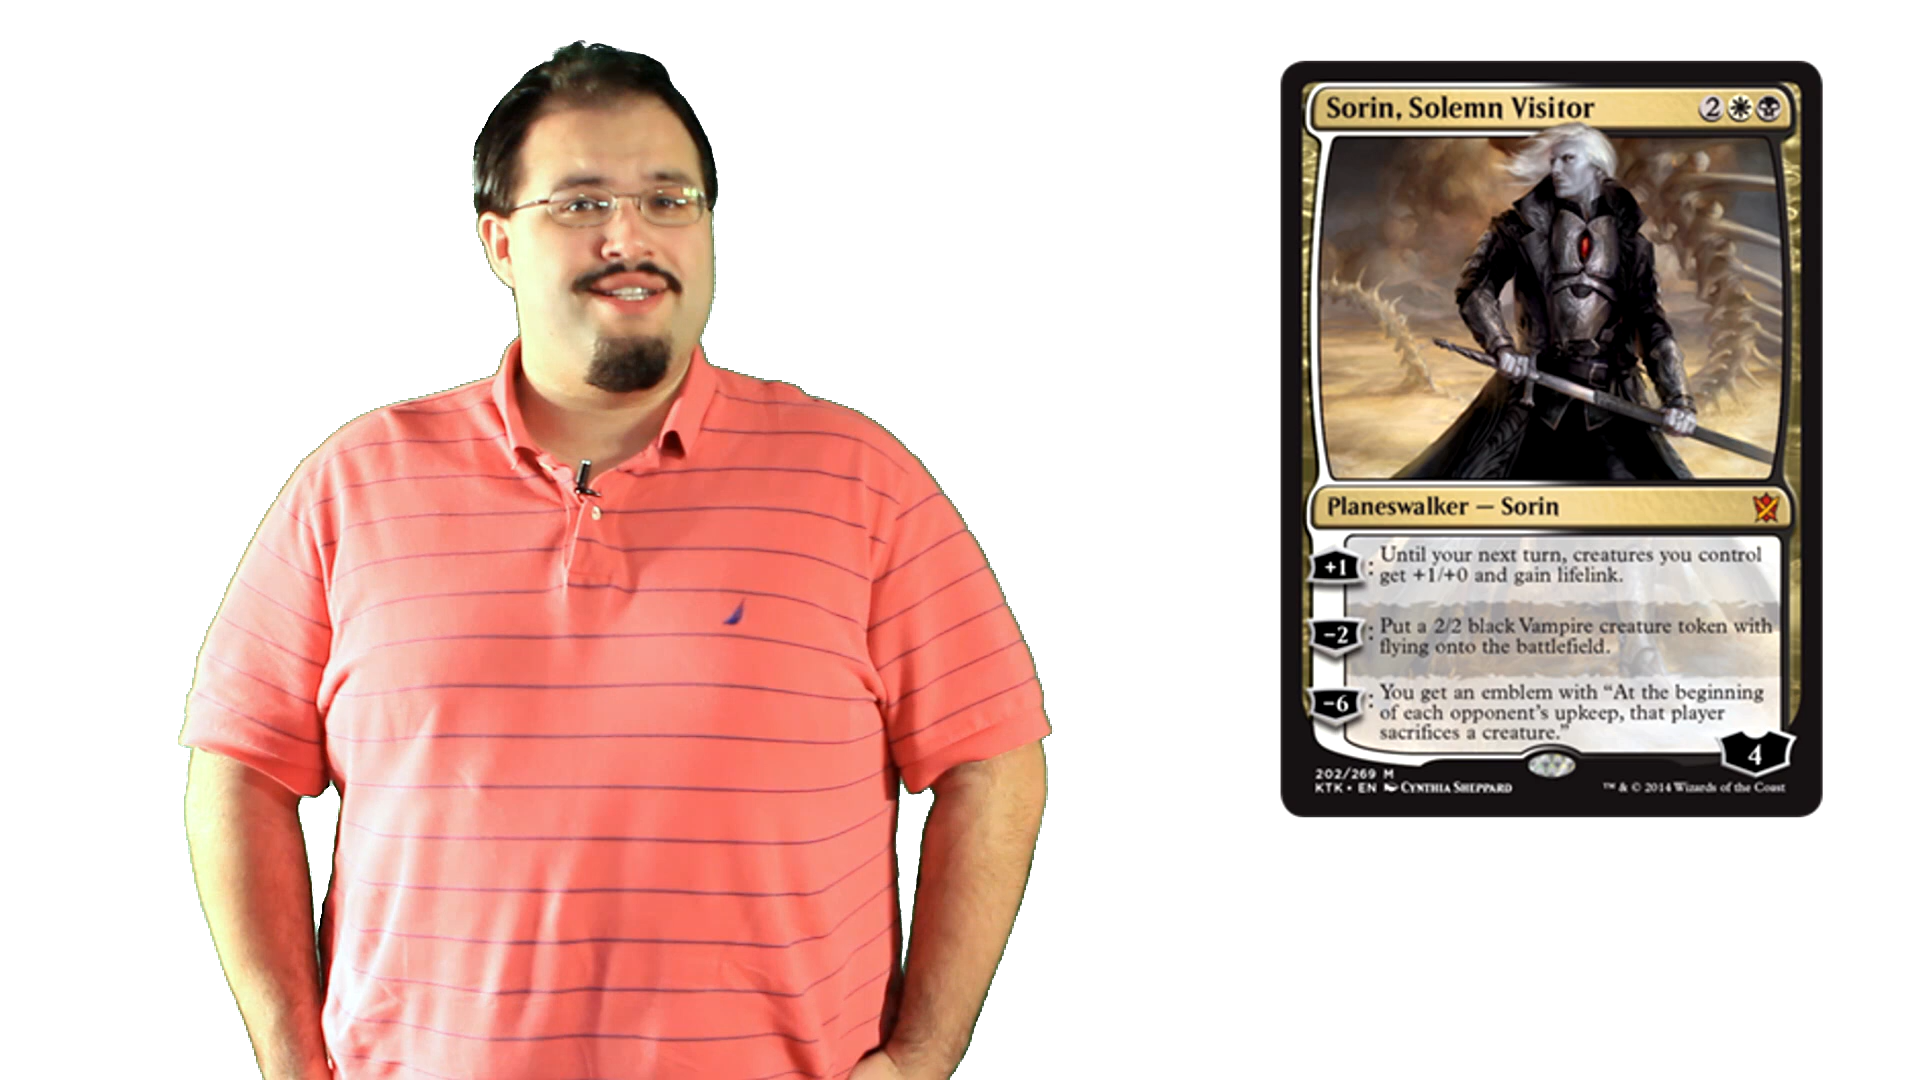 Sorin, Solemn Visitor 2
Planeswalker — Sorin
+1: Until your next turn, creatures you control
get +1/+0 and gain lifelink.
−2: Put a 2/2 black Vampire creature token with
flying onto the battlefield.
−6: You get an emblem with “At the beginning
of each opponent’s upkeep, that player
sacrifices a creature.”
4
202/269 M
KTK • EN Cynthia Sheppard
™ & © 2014 Wizards of the Coast